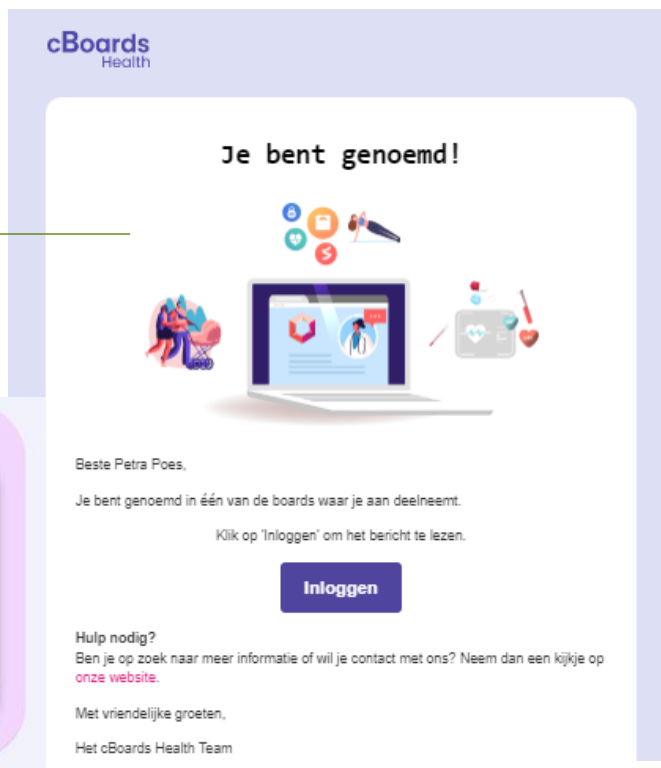 cBoards
Health
Je bent genoemd!
Beste Petra Poes,
Je bent genoemd in één van de boards waar je aan deelneemt.
Klik op 'Inloggen' om het bericht te lezen.
Inloggen
Hulp nodig?
Ben je op zoek naar meer informatie of wil je contact met ons? Neem dan een kijkje op
onze website.
Met vriendelijke groeten,
Het cBoards Health Team